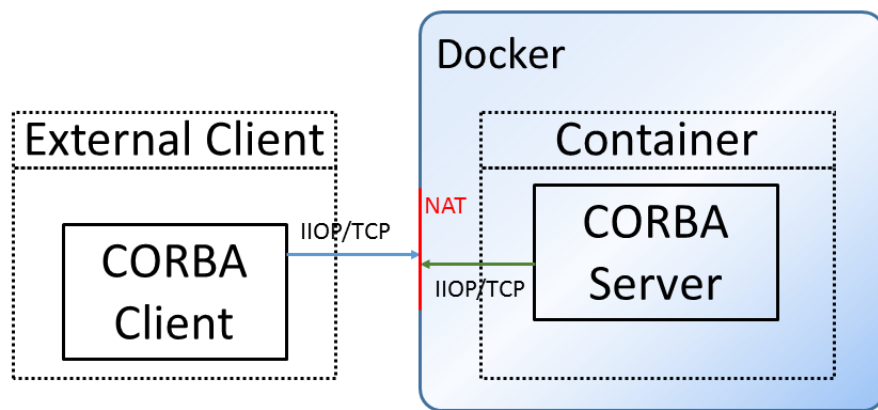 Docker
External Client
Container
NAT
IIOP/TCP
CORBA
Client
CORBA
Server
IIOP/TCP